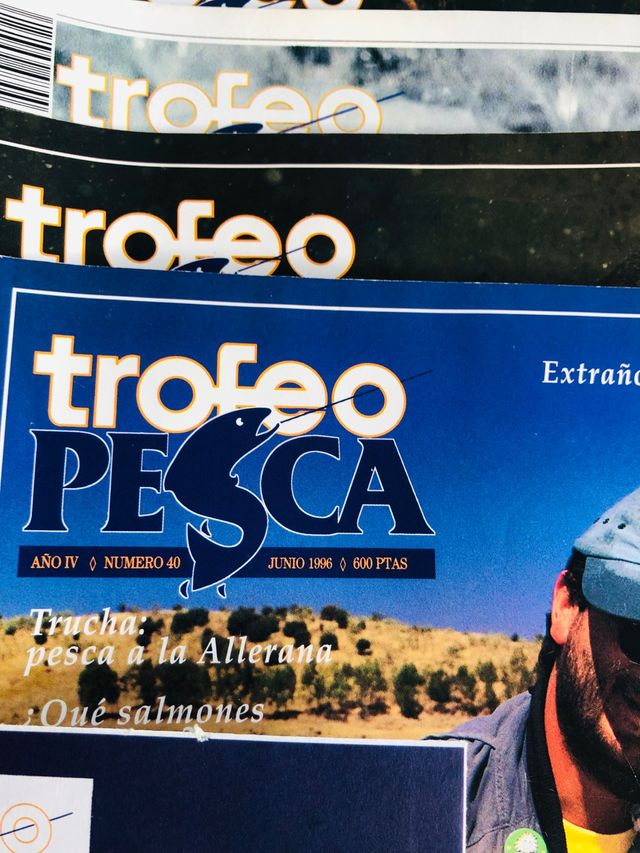 trofeo
trofeo
trofeo
PESCA
Extraño
AÑO IV ◊ NUMERO 40 JUNIO 1996 ◊ 600 PTAS
Trucha:
pesca a la Allerana
¡Qué salmones